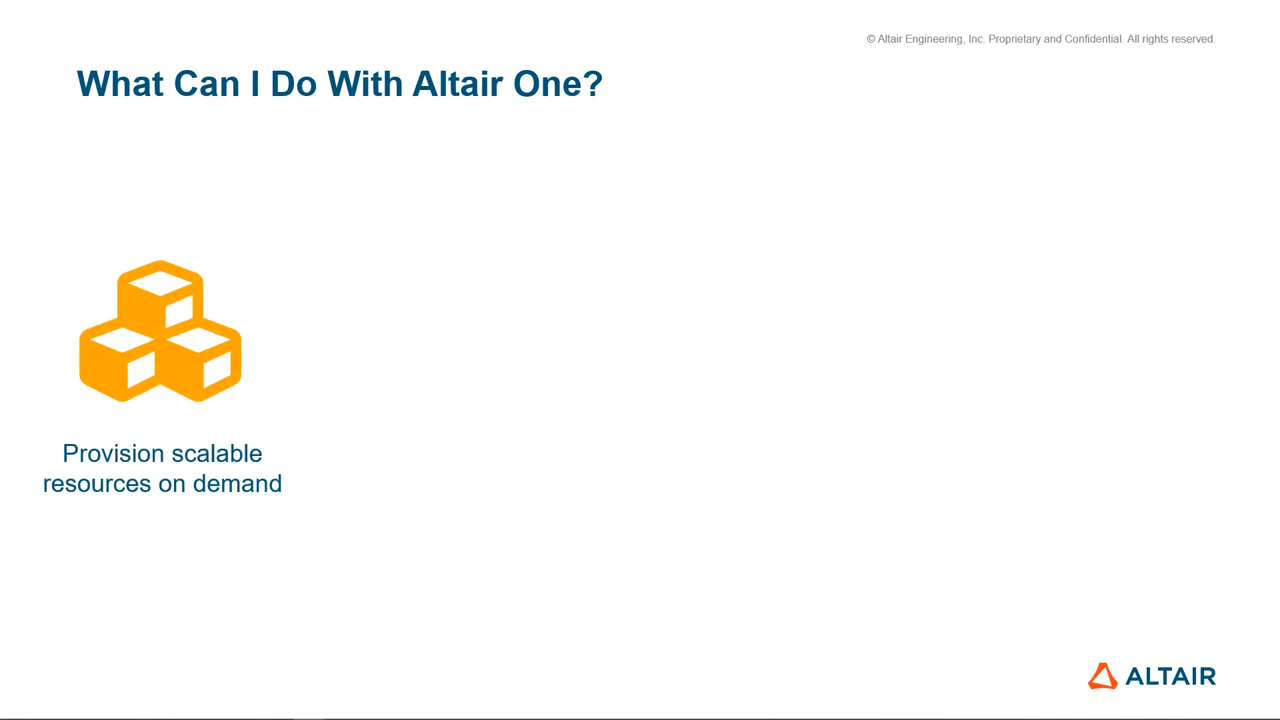 © Altair Engineering, Inc. Proprietary and Confidential. All rights reserved.
What Can I Do With Altair One?
Provision scalable
resources on demand
ALTAIR